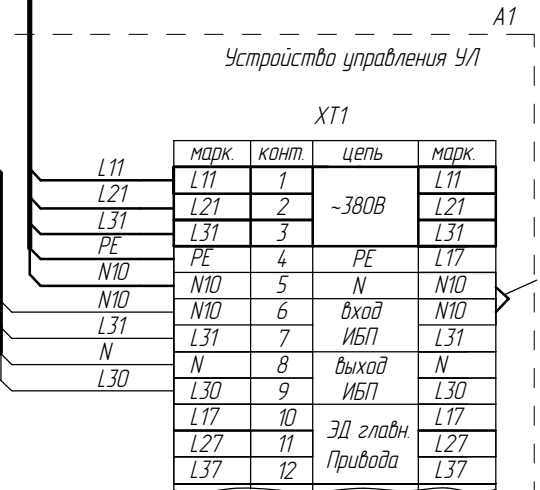 А1
Устройство управления УЛ
ХТ1
марк. конт. цепь марк.
L11 L11 1 ~380В L11
L21 L21 2 L21
L31 L31 3 L31
PE PE 4 PE L17
N10 N10 5 N N10
N10 N10 6 вход N10
L31 L31 7 ИБП L31
N N 8 выход N
L30 L30 9 ИБП L30
L17 10 ЭД главн. L17
L27 11 Привода L27
L37 12 L37